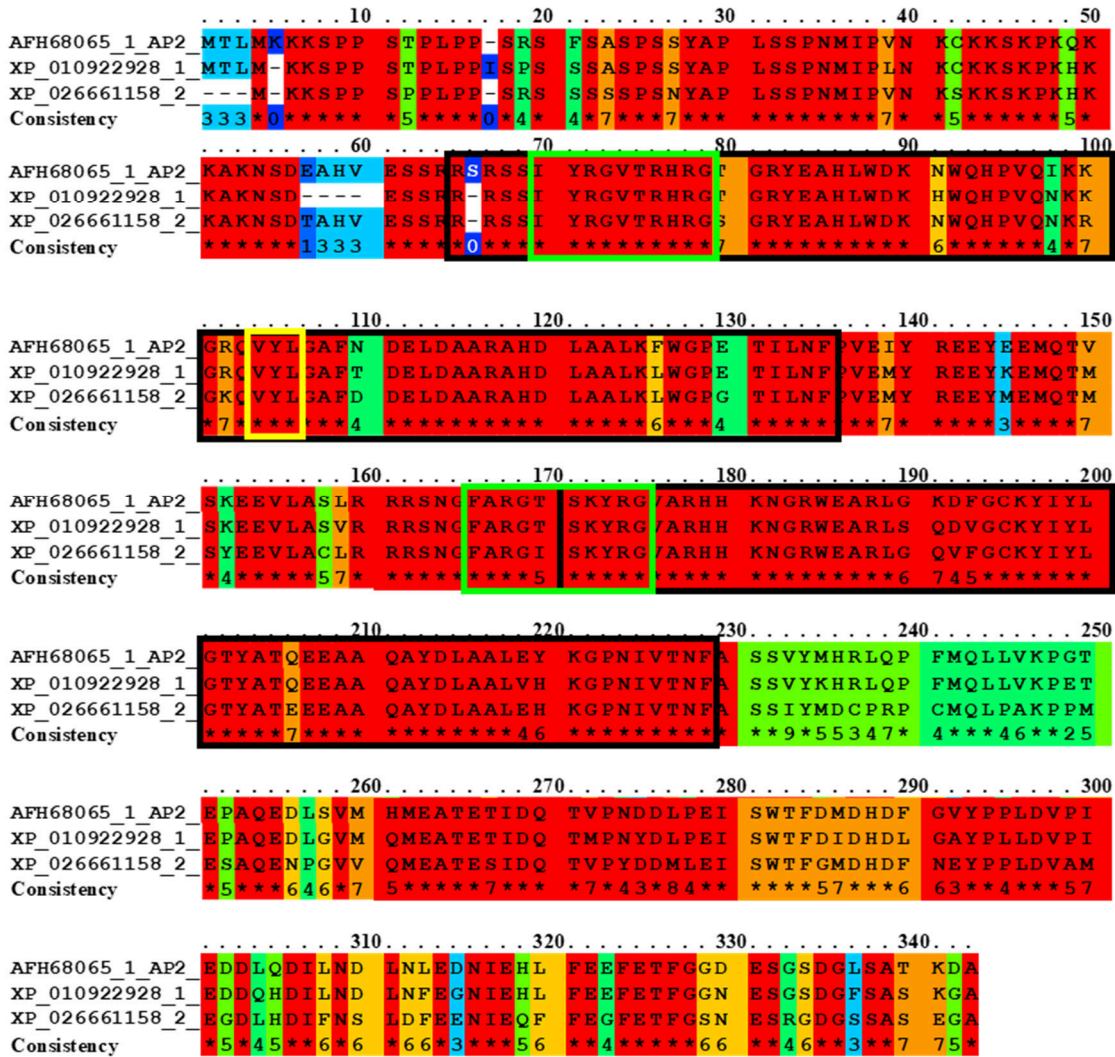 10 20 30 40 50
AFH68065_1_AP2_ MTLMKKKSPP STPLPP-SRS FSASPSSYAP LSSPNMIPVN KCKKSKPKQK
XP_010922928_1_ MTLM-KKSPP STPLPPISPS SSASPSSYAP LSSPNMIPLN KCKKSKPKHK
XP_026661158_2_ ---M-KKSPP SPPLPP-SRS SSSSPSNYAP LSSPNMIPVN KSKKSKPKHK
Consistency 333*0***** *5****0*4* 4*7***7*** ********7* *5******5*
60 70 80 90 100
AFH68065_1_AP2_ KAKNSDEAHV ESSRRSRSSI YRGVTRHRGT GRYEAHLWDK NWQHPVQIKK
XP_010922928_1_ KAKNSD---- ESSRR-RSSI YRGVTRHRGT GRYEAHLWDK HWQHPVQNKK
XP_026661158_2_ KAKNSDTAHV ESSRR-RSSI YRGVTRHRGS GRYEAHLWDK NWQHPVQNKR
Consistency ******1333 *****0**** *********7 ********** 6******4*7
110 120 130 140 150
AFH68065_1_AP2_ GRQVYLGAFN DELDAARAHD LAALKFWGPE TILNFPVEIY REEYEEMQTV
XP_010922928_1_ GRQVYLGAFT DELDAARAHD LAALKLWGPE TILNFPVEMY REEYKEMQTM
XP_026661158_2_ GKQVYLGAFD DELDAARAHD LAALKLWGPG TILNFPVEMY REEYMEMQTM
Consistency *7*******4 ********** *****6***4 ********7* ****3****7
160 170 180 190 200
AFH68065_1_AP2_ SKEEVLASLR RRSNGFARGT SKYRGVARHH KNGRWEARLG KDFGCKYIYL
XP_010922928_1_ SKEEVLASVR RRSNGFARGT SKYRGVARHH KNGRWEARLS QDVGCKYIYL
XP_026661158_2_ SYEEVLACLR RRSNGFARGI SKYRGVARHH KNGRWEARLG QVFGCKYIYL
Consistency *4*****57* *********5 ********** *********6 745*******
210 220 230 240 250
AFH68065_1_AP2_ GTYATQEEAA QAYDLAALEY KGPNIVTNFA SSVYMHRLQP FMQLLVKPGT
XP_010922928_1_ GTYATQEEAA QAYDLAALVH KGPNIVTNFA SSVYKHRLQP FMQLLVKPET
XP_026661158_2_ GTYATEEEAA QAYDLAALEH KGPNIVTNFA SSIYMDCPRP CMQLPAKPPM
Consistency *****7**** ********46 ********** **9*55347* 4***46**25
260 270 280 290 300
AFH68065_1_AP2_ EPAQEDLSVM HMEATETIDQ TVPNDDLPEI SWTFDMDHDF GVYPPLDVPI
XP_010922928_1_ EPAQEDLGVM QMEATETIDQ TMPNYDLPEI SWTFDIDHDL GAYPPLDVPI
XP_026661158_2_ ESAQENPGVV QMEATESIDQ TVPYDDMLEI SWTFGMDHDF NEYPLLDVAM
Consistency *5***646*7 5*****7*** *7*43*84** ****57***6 63**4***57
310 320 330 340
AFH68065_1_AP2_ EDDLQDILND LNLEDNIEHL FEEFETFGGD ESGSDGLSAT KDA
XP_010922928_1_ EDDQHDILND LNFEGNIEHL FEEFETFGGN ESGSDGFSAS KGA
XP_026661158_2_ EGDLHDIFNS LDFEENIEQF FEGFETFGSN ESRGDGSSAS EGA
Consistency *5*45**6*6 *66*3***56 **4*****66 **46**3**7 75*